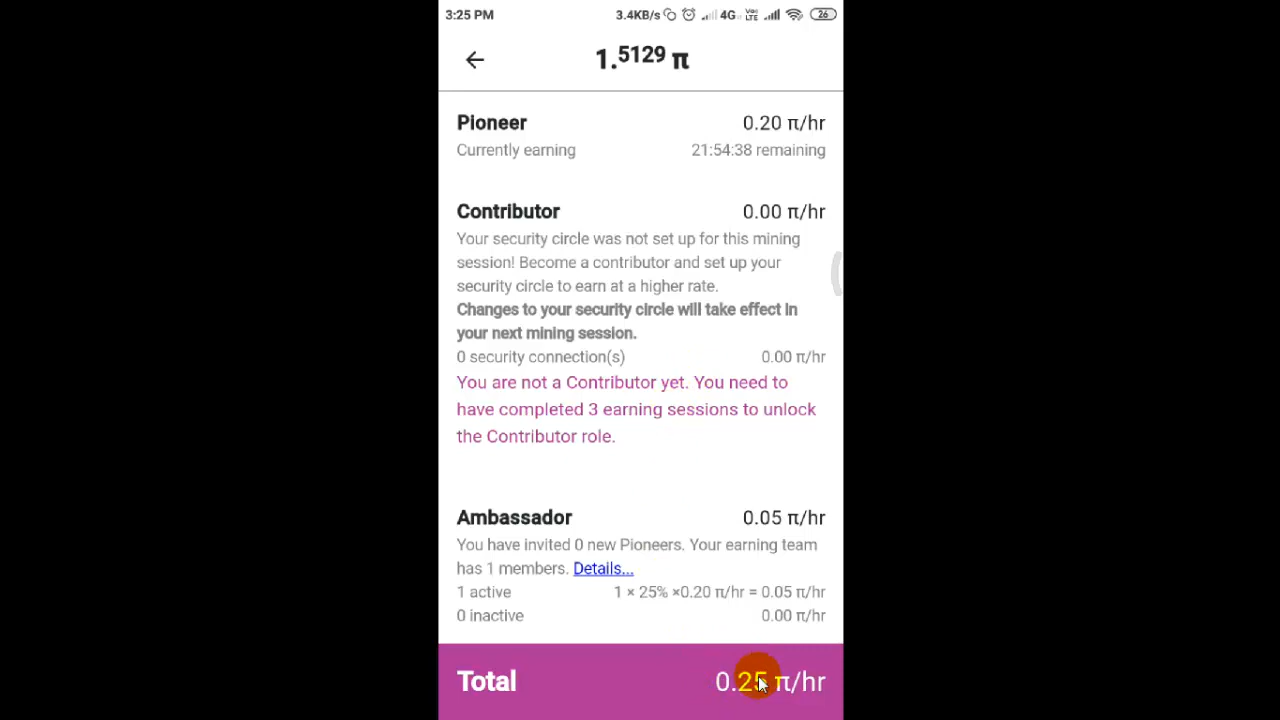 3:25 PM 3.4KB/s 4G Vo LTE 26
1.5129 π
Pioneer 0.20 π/hr
Currently earning 21:54:38 remaining
Contributor 0.00 π/hr
Your security circle was not set up for this mining
session! Become a contributor and set up your
security circle to earn at a higher rate.
Changes to your security circle will take effect in
your next mining session.
0 security connection(s) 0.00 π/hr
You are not a Contributor yet. You need to
have completed 3 earning sessions to unlock
the Contributor role.
Ambassador 0.05 π/hr
You have invited 0 new Pioneers. Your earning team
has 1 members. Details...
1 active 1 × 25% ×0.20 π/hr = 0.05 π/hr
0 inactive 0.00 π/hr
Total 0.25 π/hr